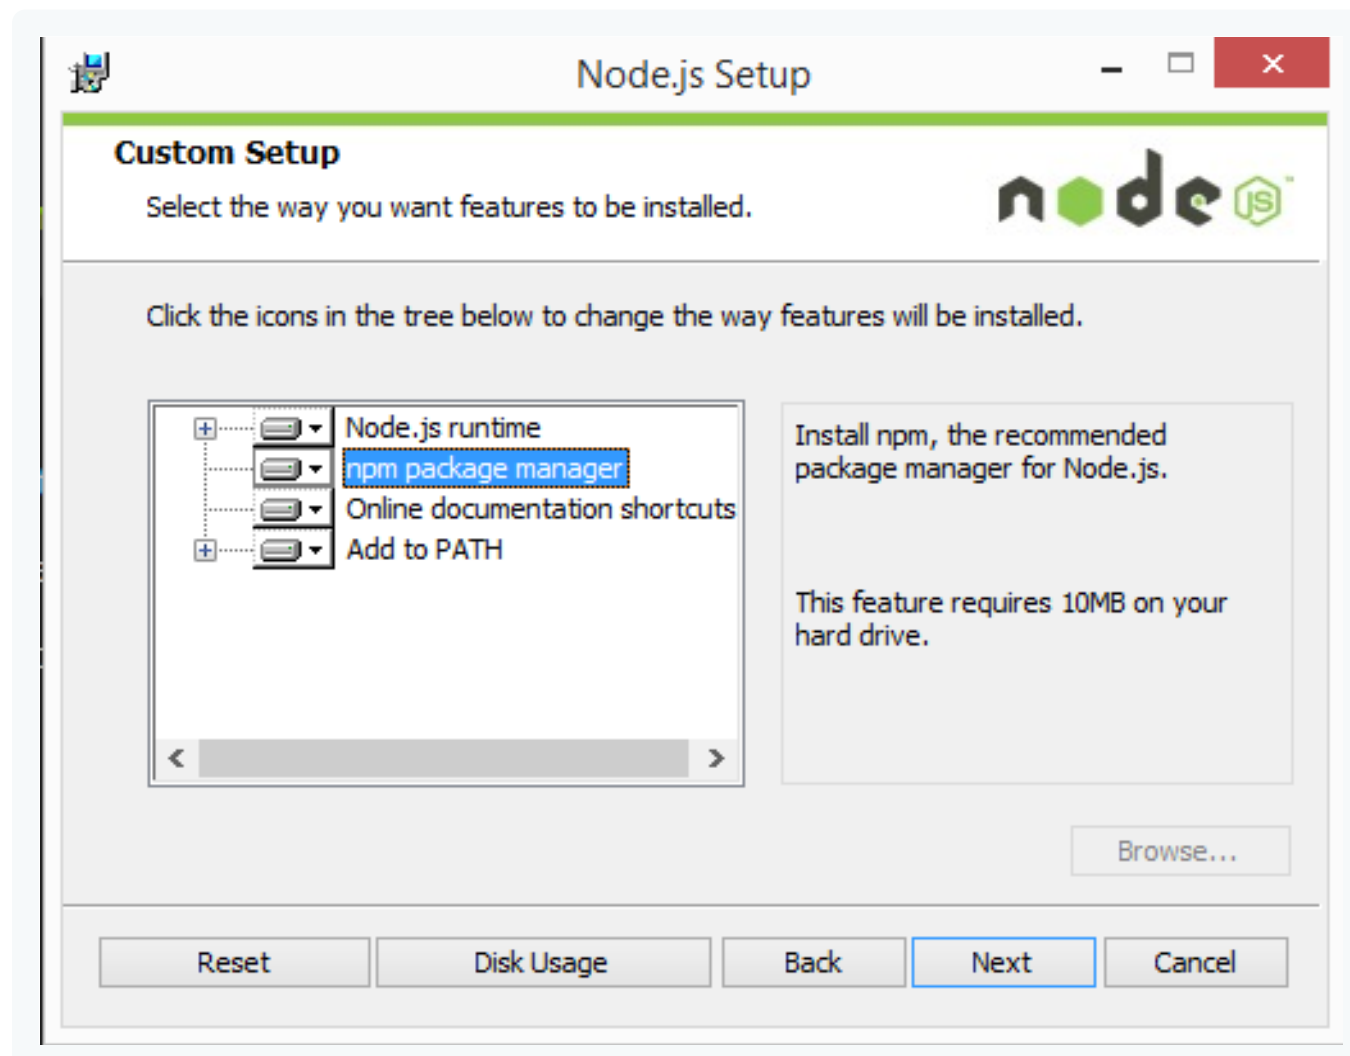 Node.js Setup
Custom Setup
Select the way you want features to be installed.
node JS™
Click the icons in the tree below to change the way features will be installed.
Node.js runtime
npm package manager
Online documentation shortcuts
Add to PATH
Install npm, the recommended
package manager for Node.js.
This feature requires 10MB on your
hard drive.
Browse...
Reset
Disk Usage
Back
Next
Cancel